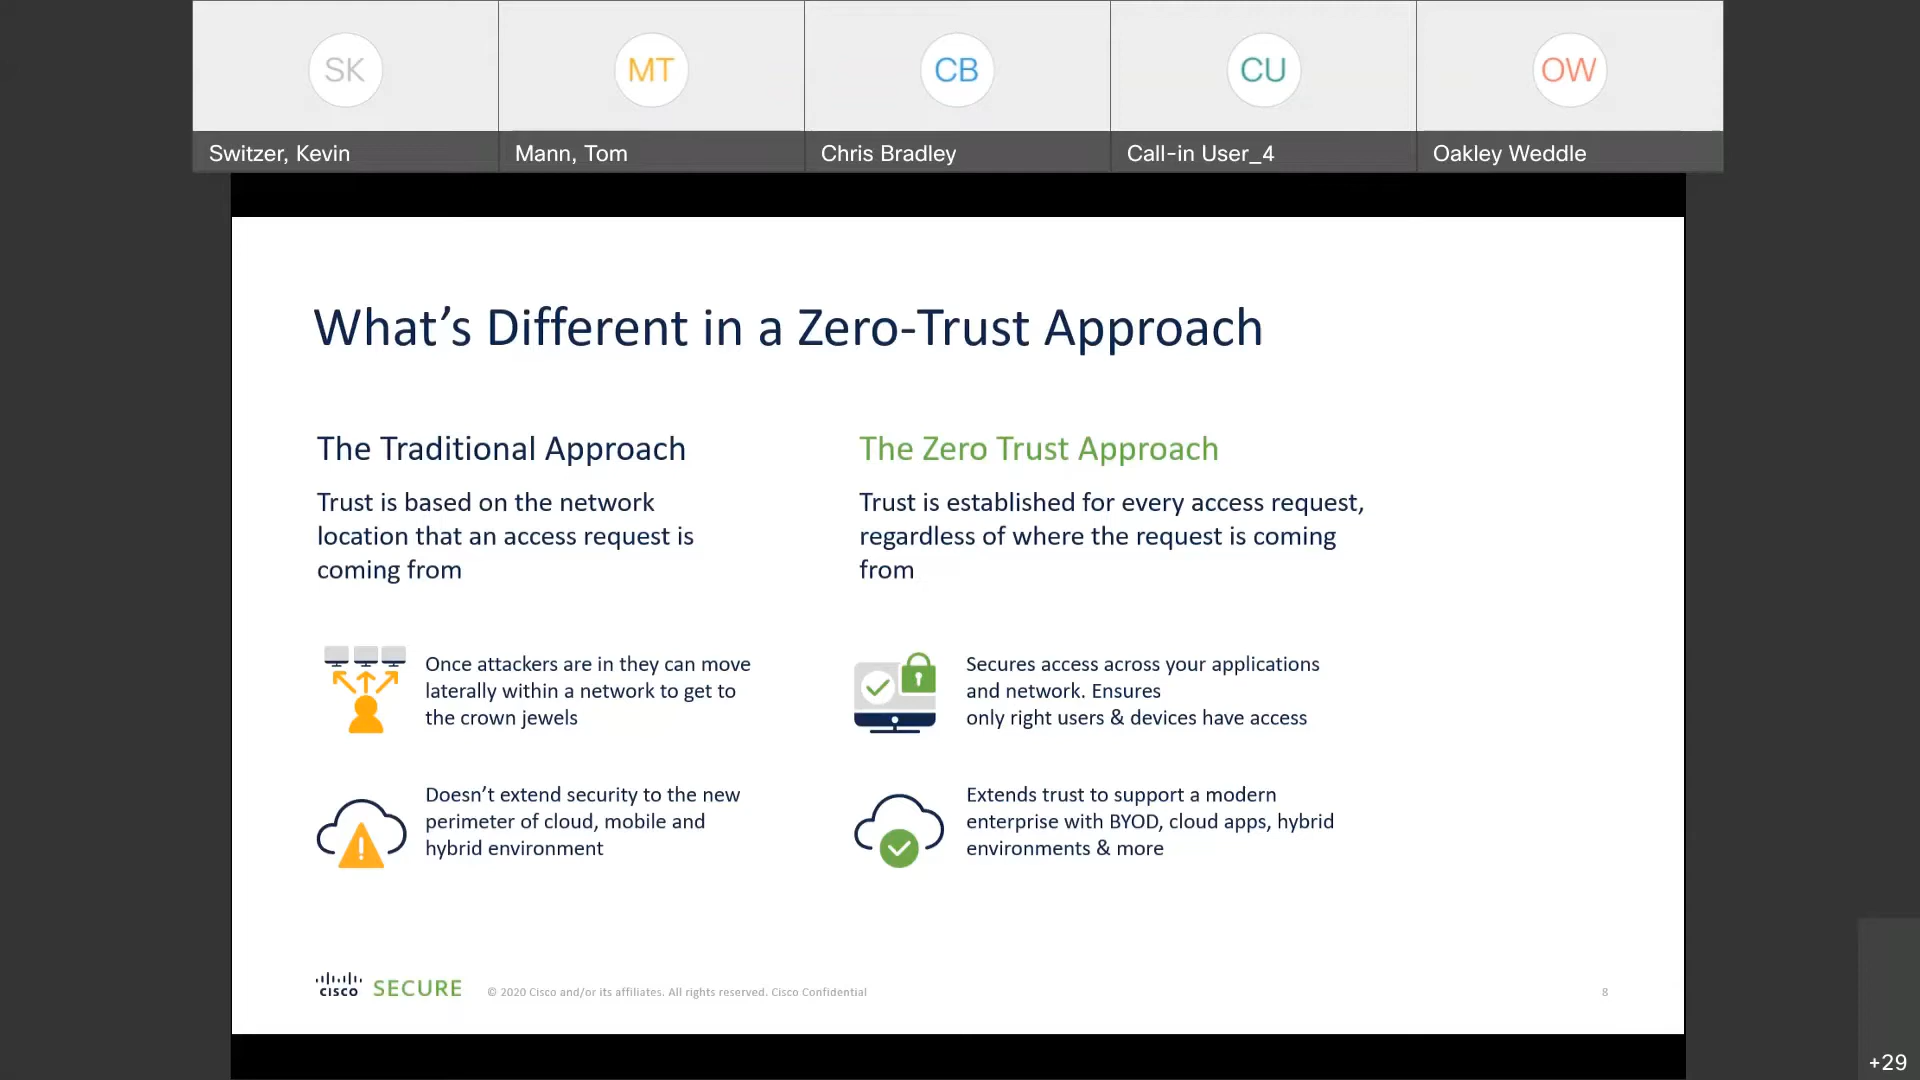 SK
MT
CB
CU
OW
Switzer, Kevin
Mann, Tom
Chris Bradley
Call-in User_4
Oakley Weddle
What’s Different in a Zero-Trust Approach
The Traditional Approach
Trust is based on the network
location that an access request is
coming from
Once attackers are in they can move
laterally within a network to get to
the crown jewels
Doesn’t extend security to the new
perimeter of cloud, mobile and
hybrid environment
The Zero Trust Approach
Trust is established for every access request,
regardless of where the request is coming
from
Secures access across your applications
and network. Ensures
only right users & devices have access
Extends trust to support a modern
enterprise with BYOD, cloud apps, hybrid
environments & more
CISCO SECURE
© 2020 Cisco and/or its affiliates. All rights reserved. Cisco Confidential
8
+29